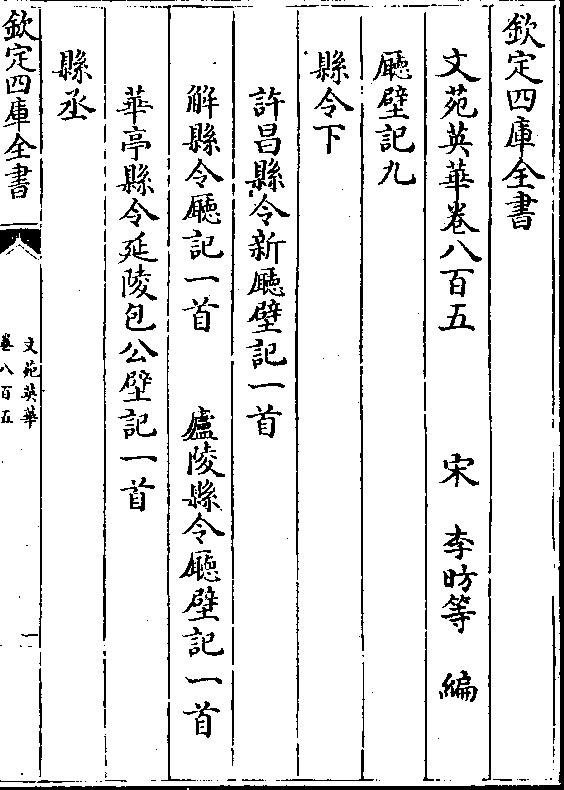 欽定四庫全書
文苑英華卷八百五
宋 李昉等 編
廳壁記九
縣令下
許昌縣令新廳壁記一首
解縣令廳記一首 廬陵縣令廳壁記一首
華亭縣令延陵包公壁記一首
縣丞
欽定四庫全書
文苑英華
卷八百五
一